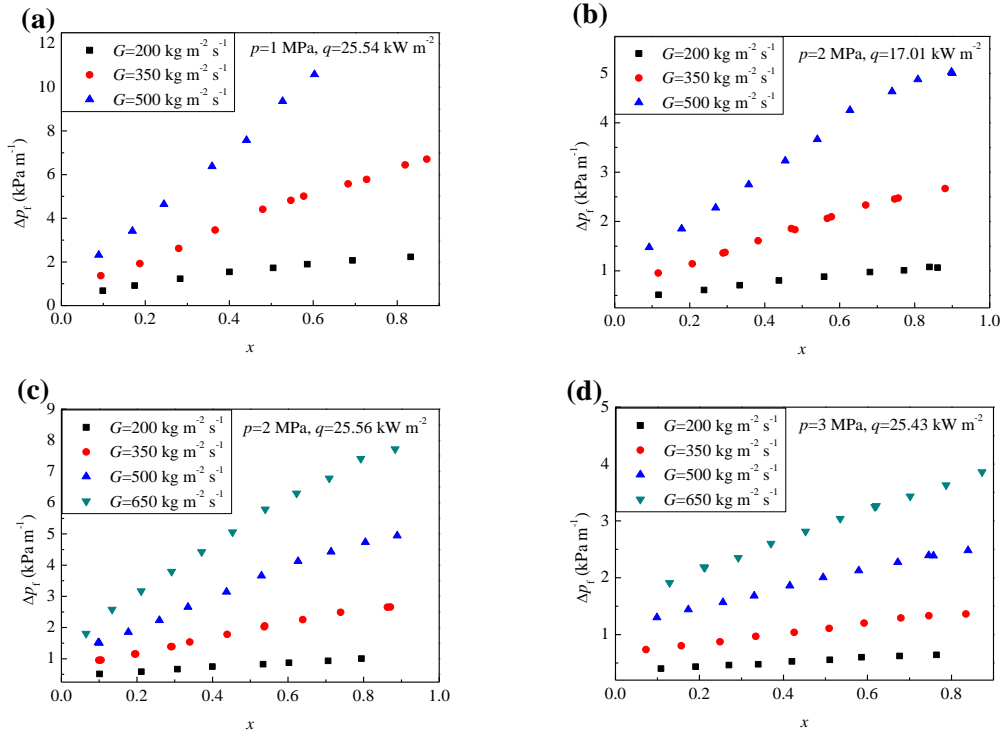 (a)
G=200 kg m⁻² s⁻¹
G=350 kg m⁻² s⁻¹
G=500 kg m⁻² s⁻¹
p=1 MPa, q=25.54 kW m⁻²
12
10
8
6
4
2
0
Δp_f (kPa m⁻¹)
0.0 0.2 0.4 0.6 0.8
x
(b)
G=200 kg m⁻² s⁻¹
G=350 kg m⁻² s⁻¹
G=500 kg m⁻² s⁻¹
p=2 MPa, q=17.01 kW m⁻²
5
4
3
2
1
Δp_f (kPa m⁻¹)
0.0 0.2 0.4 0.6 0.8 1.0
x
(c)
G=200 kg m⁻² s⁻¹
G=350 kg m⁻² s⁻¹
G=500 kg m⁻² s⁻¹
G=650 kg m⁻² s⁻¹
p=2 MPa, q=25.56 kW m⁻²
9
8
7
6
5
4
3
2
1
Δp_f (kPa m⁻¹)
0.0 0.2 0.4 0.6 0.8 1.0
x
(d)
G=200 kg m⁻² s⁻¹
G=350 kg m⁻² s⁻¹
G=500 kg m⁻² s⁻¹
G=650 kg m⁻² s⁻¹
p=3 MPa, q=25.43 kW m⁻²
5
4
3
2
1
Δp_f (kPa m⁻¹)
0.0 0.2 0.4 0.6 0.8
x